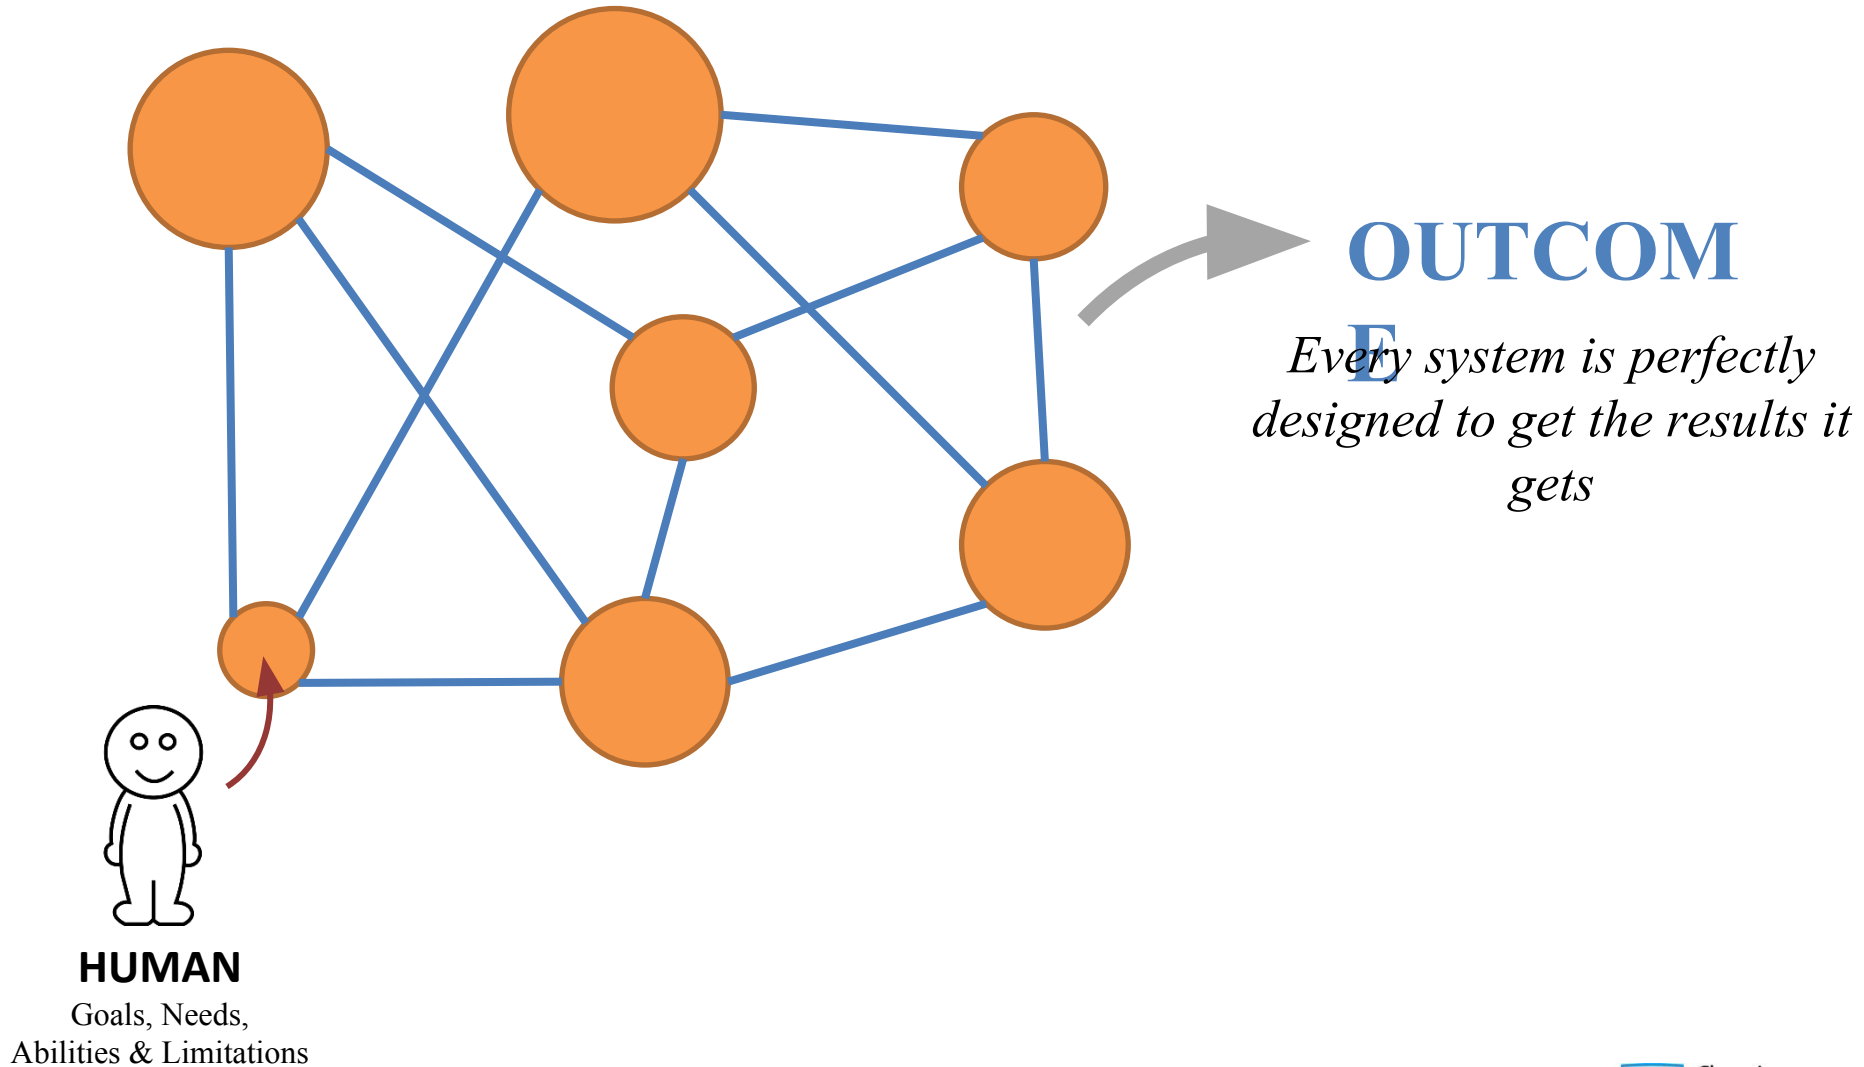 OUTCOM
E
Every system is perfectly
designed to get the results it
gets
HUMAN
Goals, Needs,
Abilities & Limitations